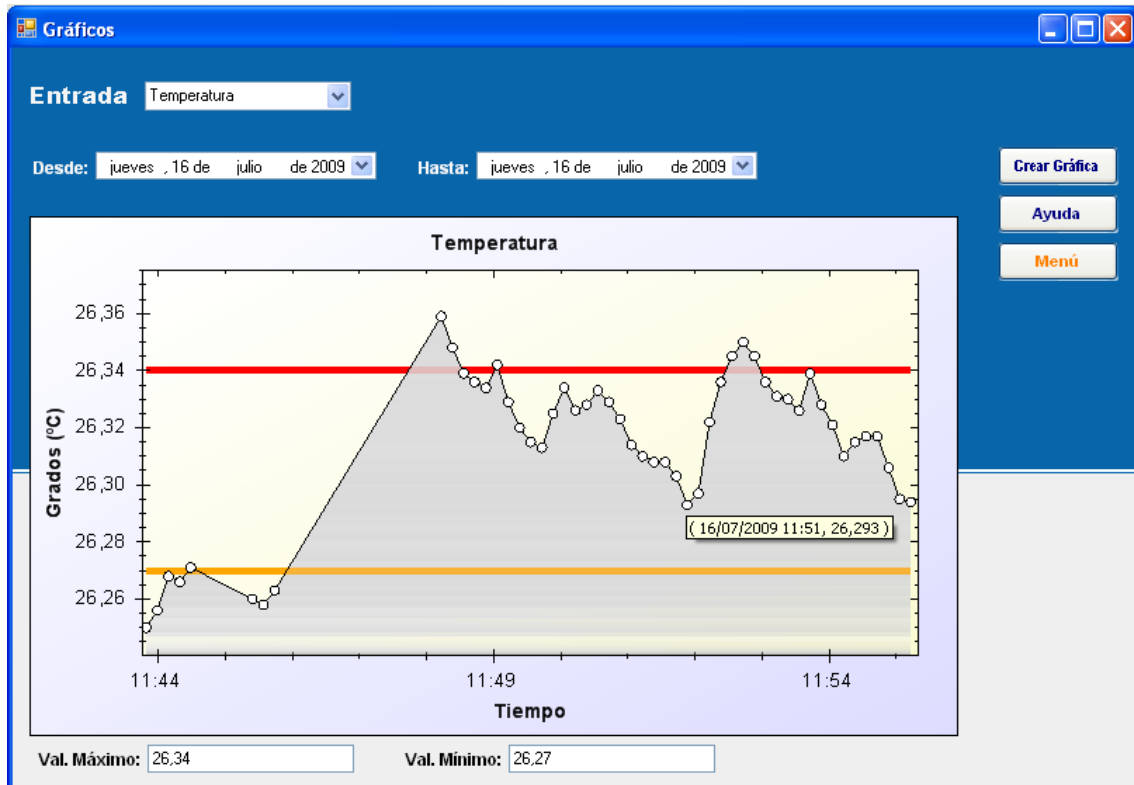 Gráficos
Entrada Temperatura
Desde: jueves , 16 de julio de 2009 Hasta: jueves , 16 de julio de 2009
Crear Gráfica
Ayuda
Menú
Temperatura
Grados (ºC)
26,36
26,34
26,32
26,30
26,28
26,26
( 16/07/2009 11:51, 26,293 )
11:44 11:49 11:54
Tiempo
Val. Máximo: 26,34 Val. Mínimo: 26,27